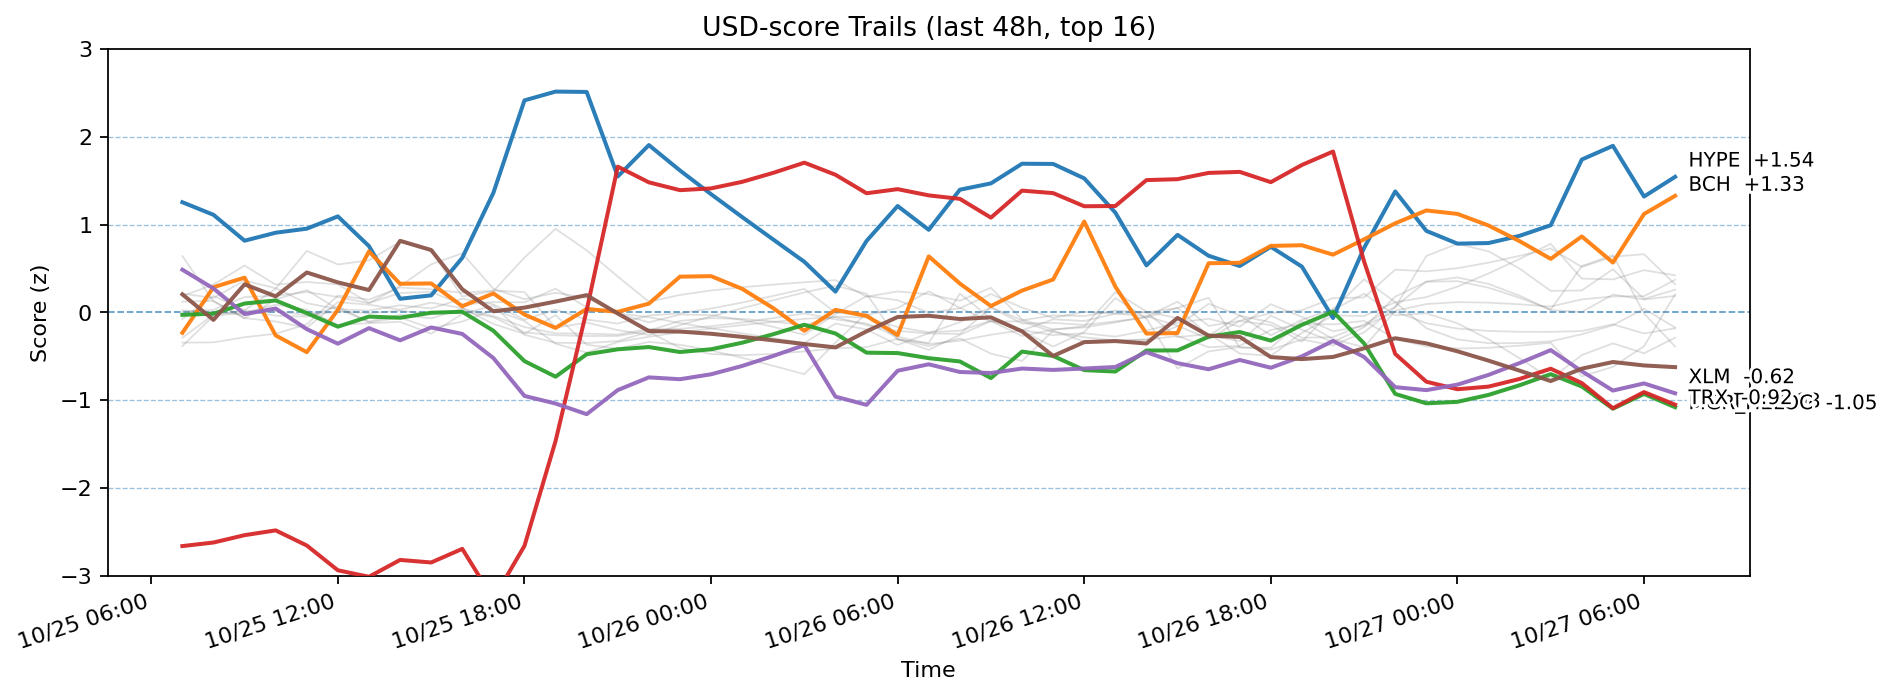 USD-score Trails (last 48h, top 16)
Score (z)
3
2
1
0
−1
−2
−3
HYPE +1.54
BCH +1.33
XLM -0.62
TRX -0.92
-1.05
10/25 06:00
10/25 12:00
10/25 18:00
10/26 00:00
10/26 06:00
10/26 12:00
10/26 18:00
10/27 00:00
10/27 06:00
Time